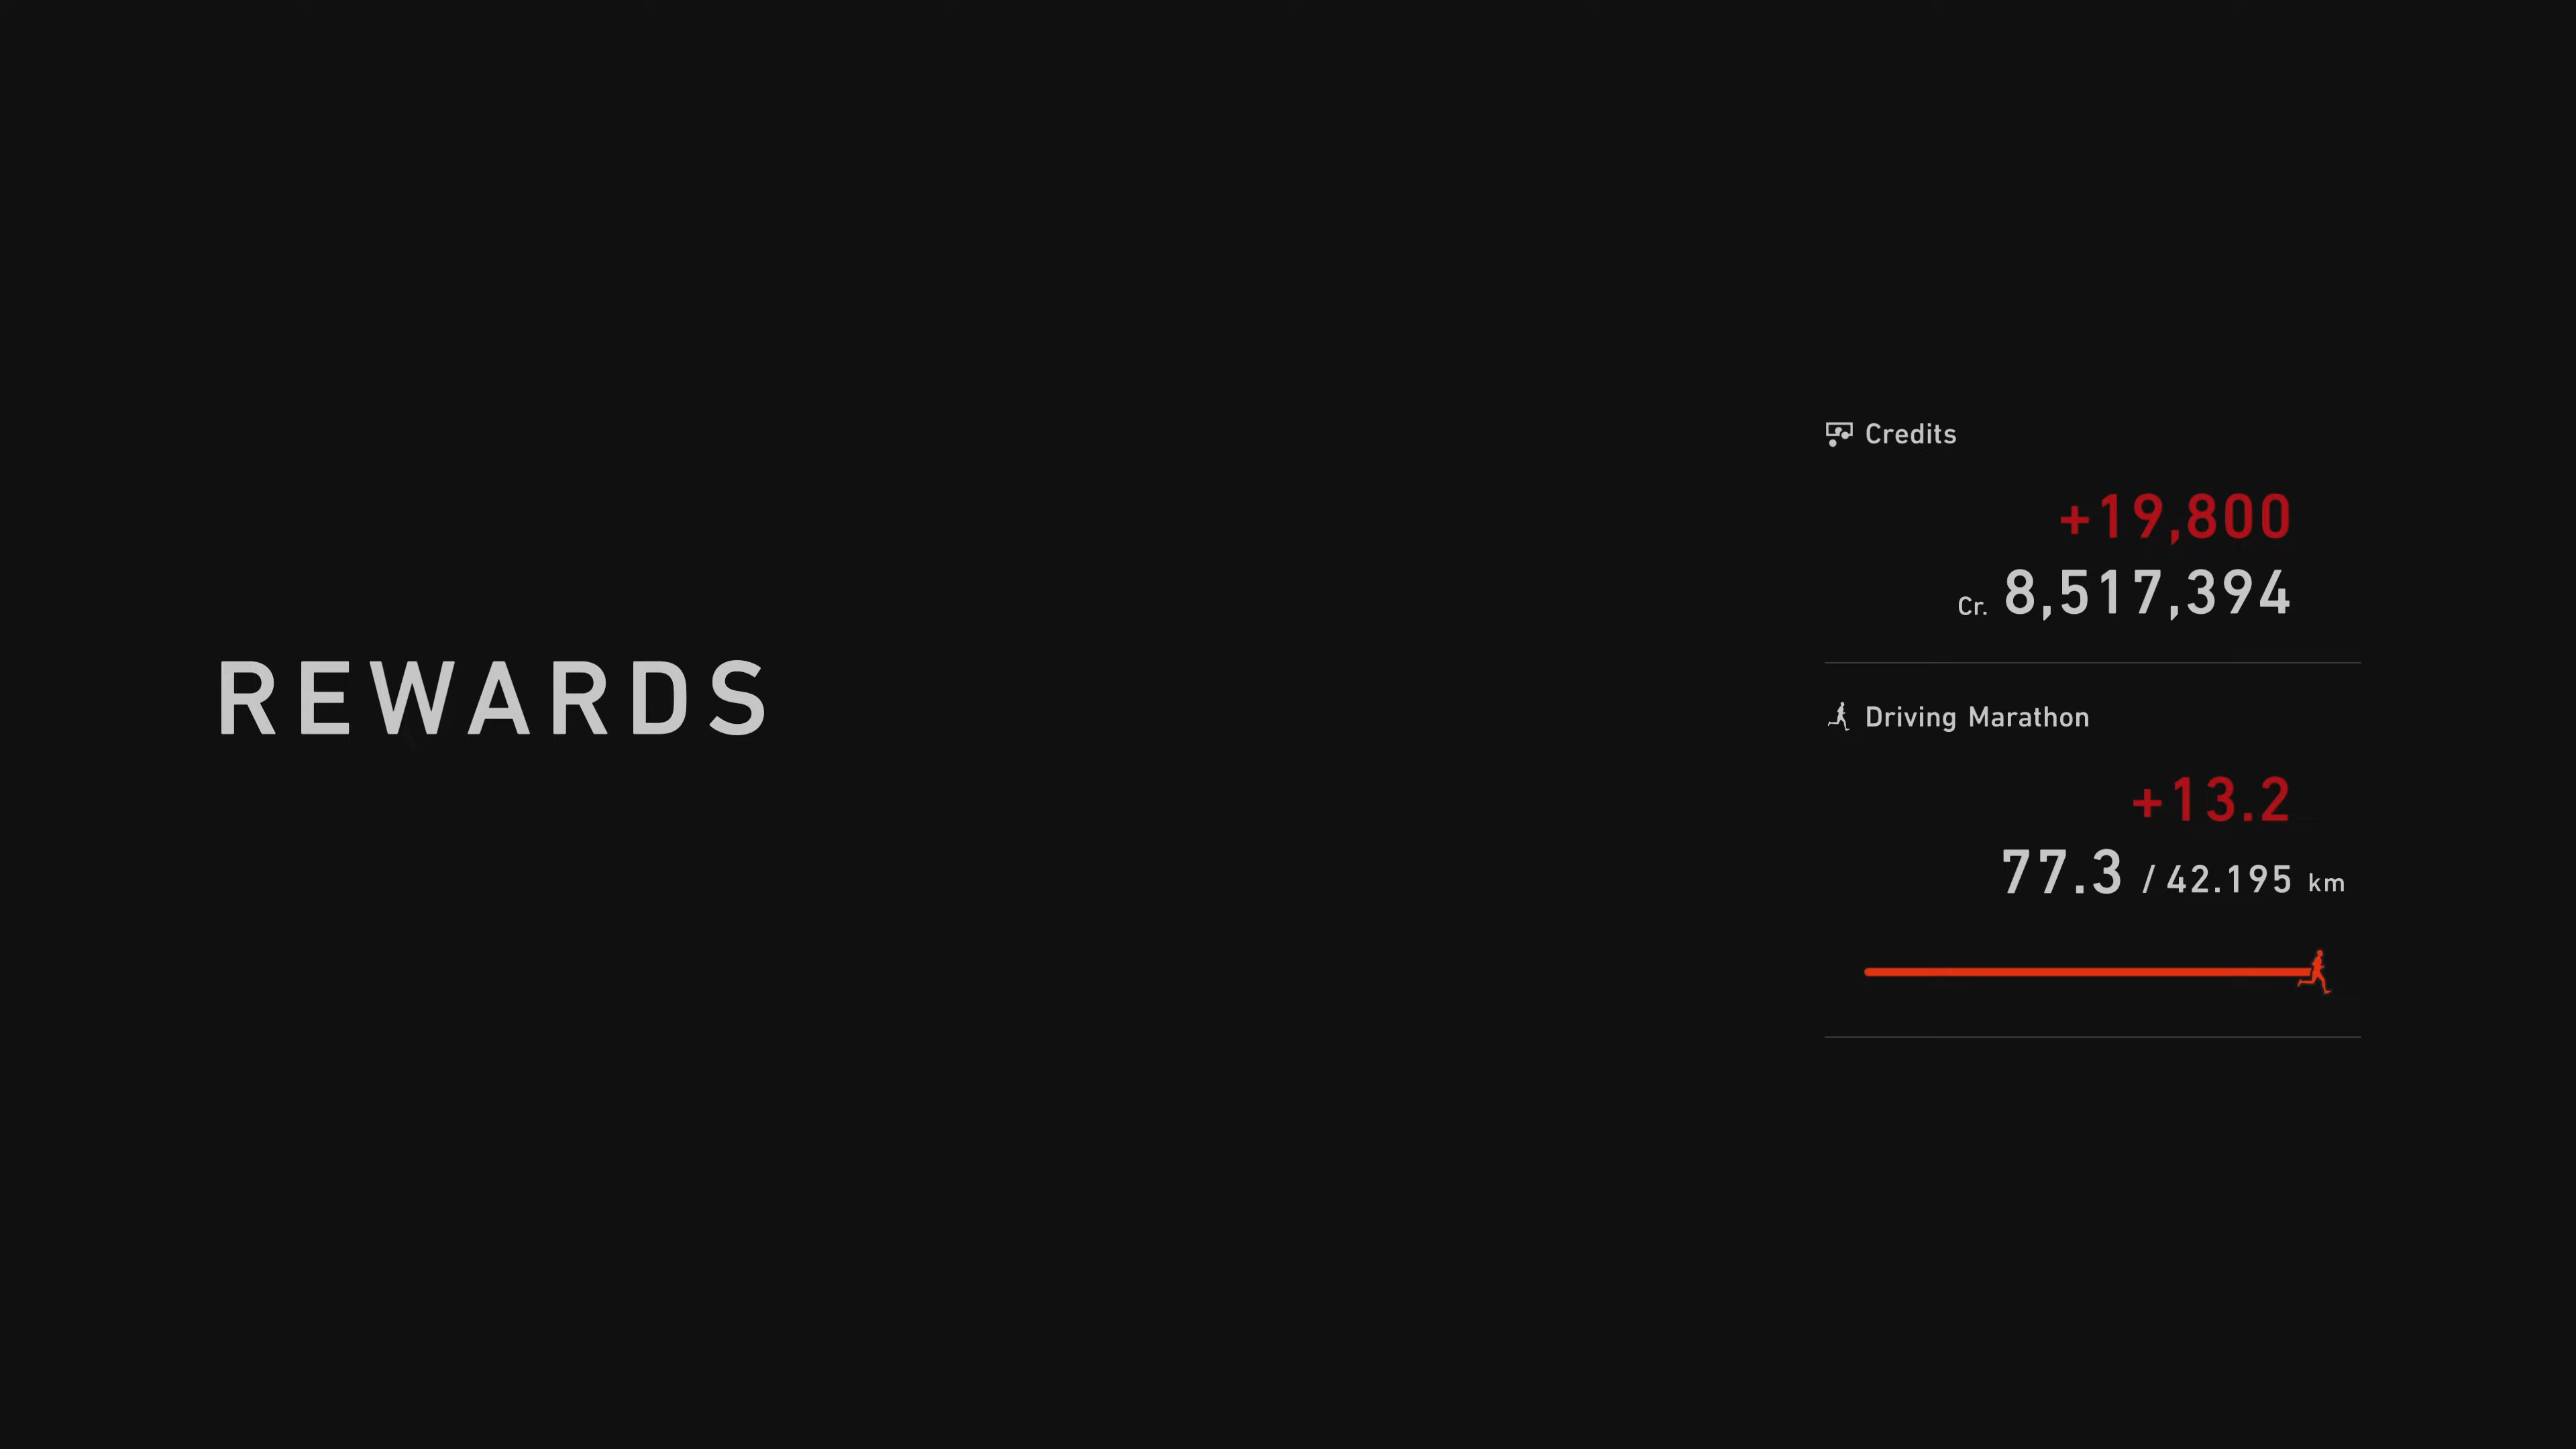 REWARDS
Credits
+19,800
Cr. 8,517,394
Driving Marathon
+13.2
77.3 / 42.195 km